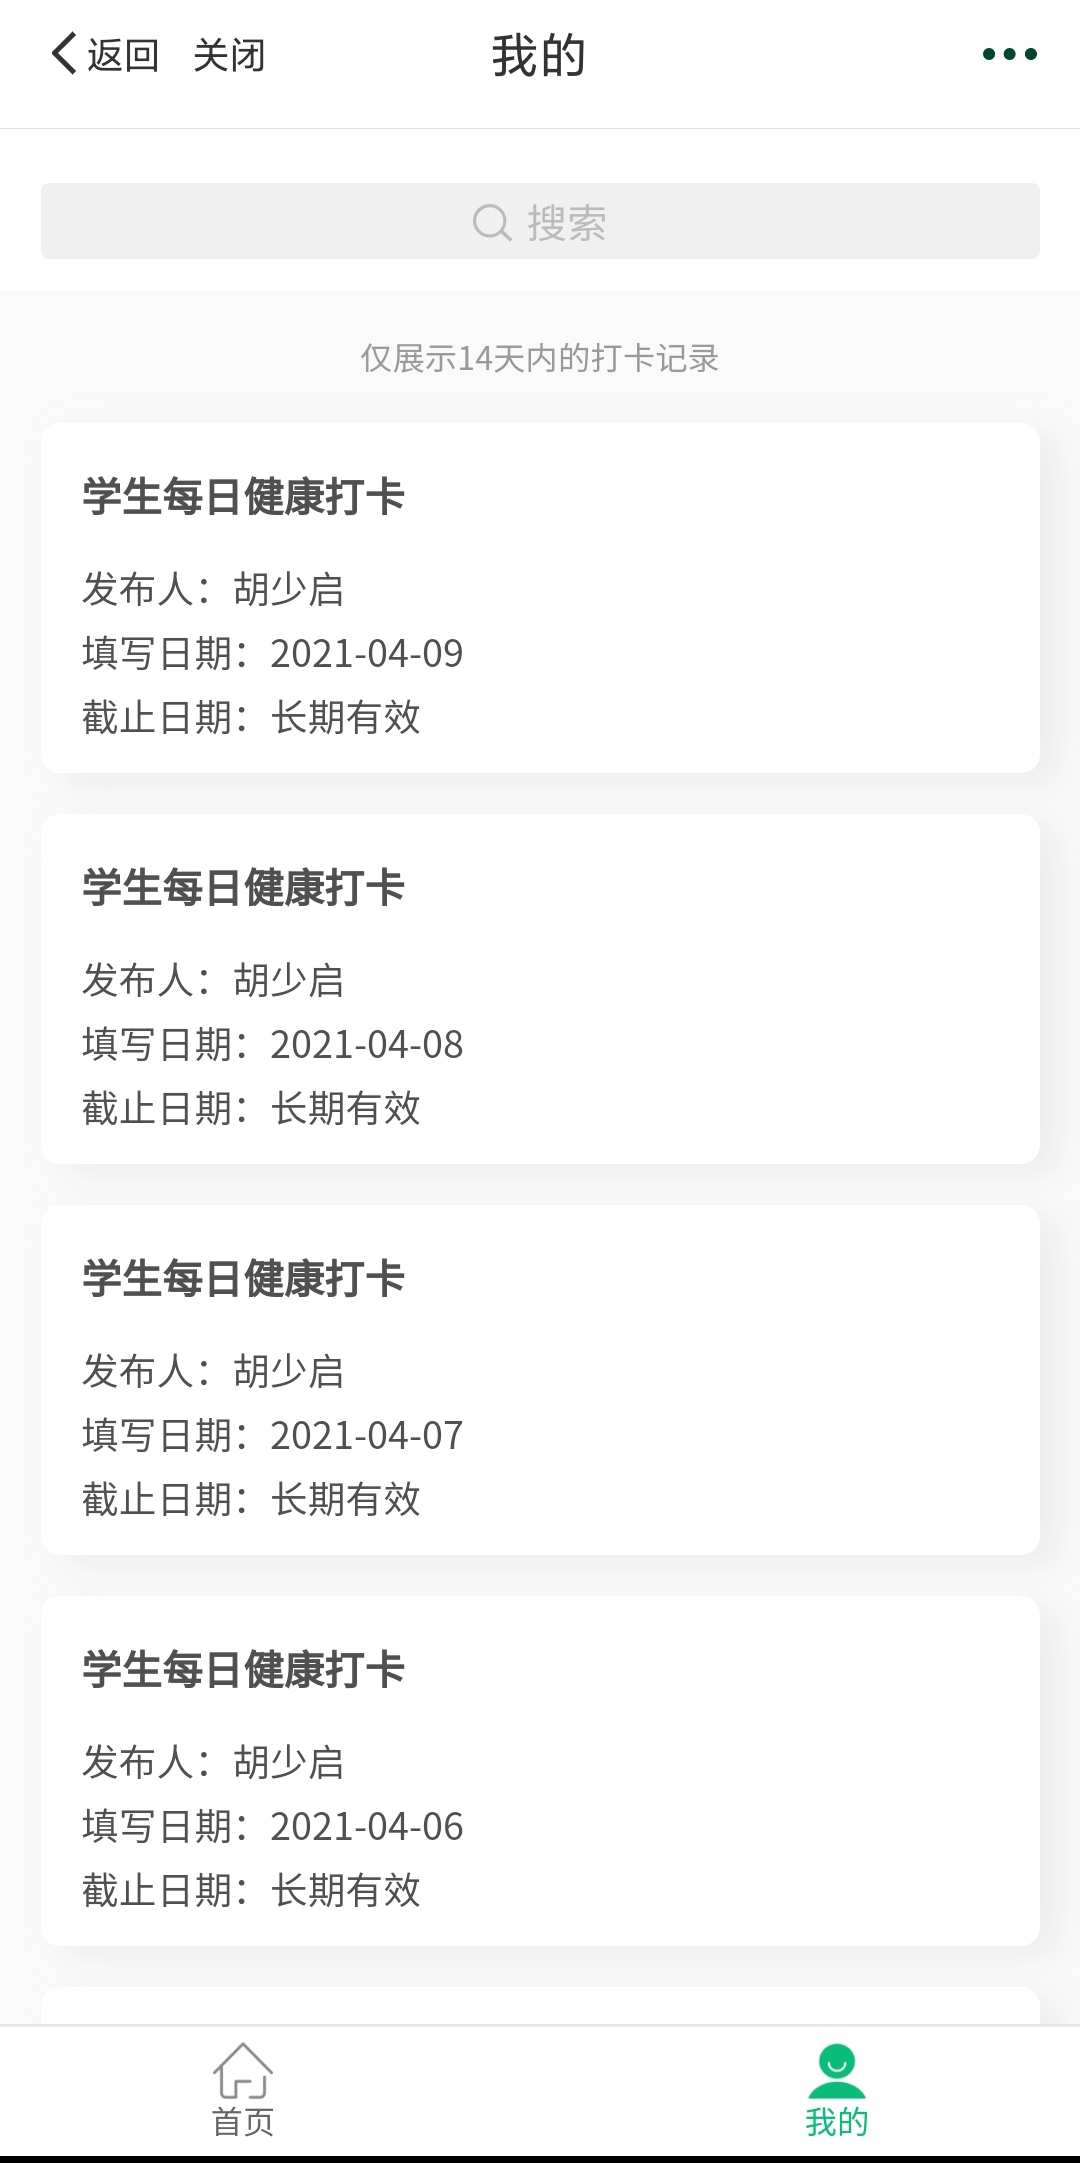 返回 关闭 我的
搜索
仅展示14天内的打卡记录
学生每日健康打卡
发布人：胡少启
填写日期：2021-04-09
截止日期：长期有效
学生每日健康打卡
发布人：胡少启
填写日期：2021-04-08
截止日期：长期有效
学生每日健康打卡
发布人：胡少启
填写日期：2021-04-07
截止日期：长期有效
学生每日健康打卡
发布人：胡少启
填写日期：2021-04-06
截止日期：长期有效
首页 我的